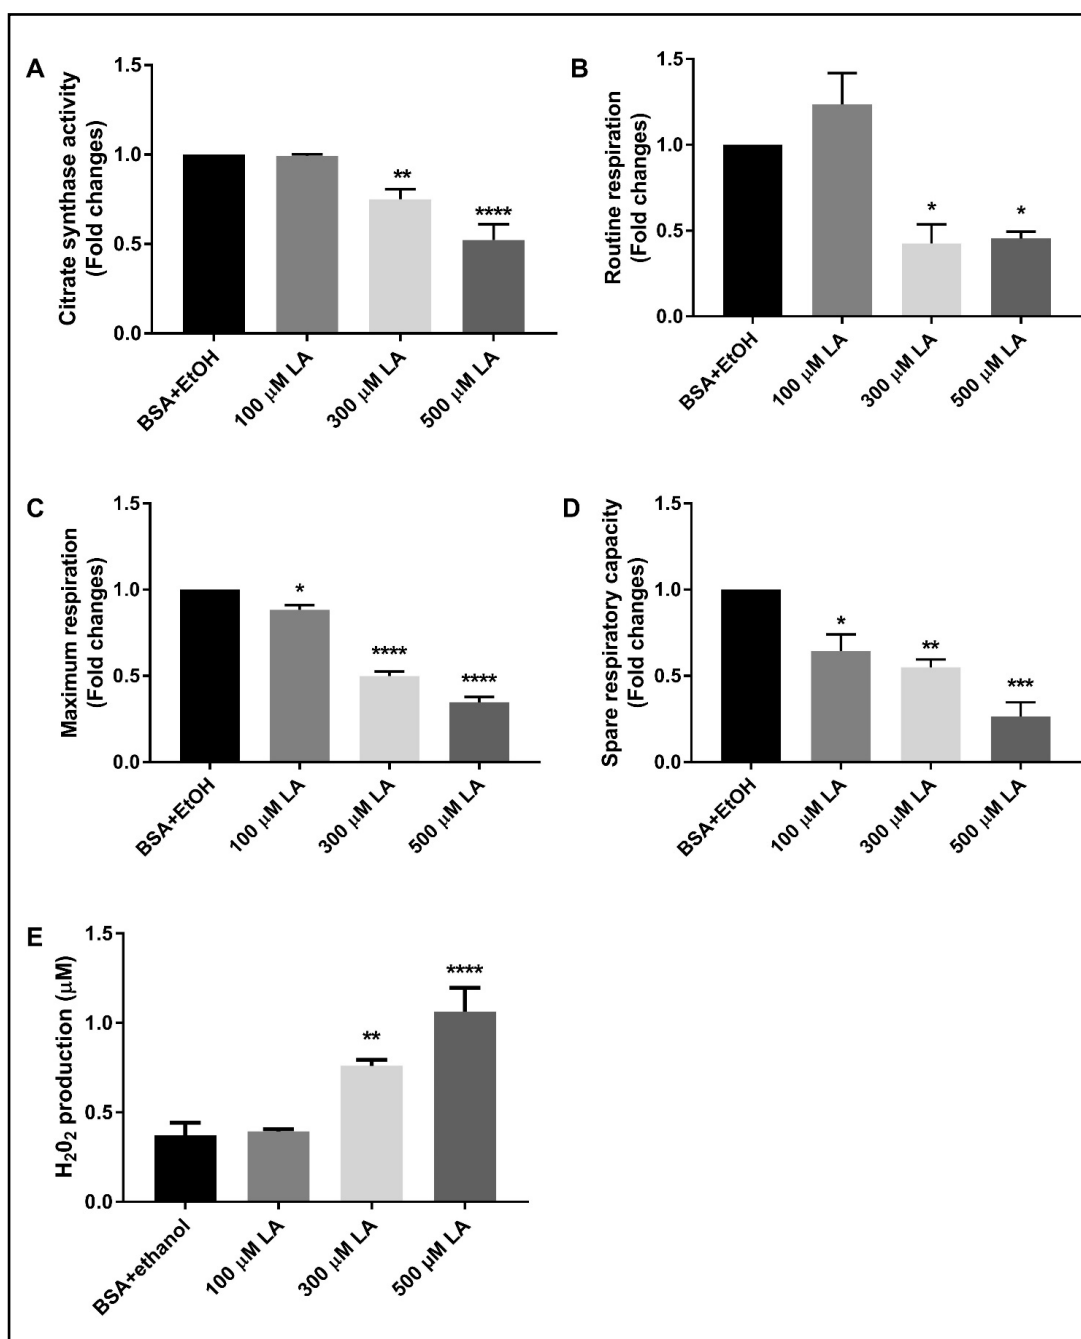 A
Citrate synthase activity
(Fold changes)
1.5
1.0
0.5
0.0
**
****
BSA+EtOH
100 µM LA
300 µM LA
500 µM LA
B
Routine respiration
(Fold changes)
1.5
1.0
0.5
0.0
*
*
BSA+EtOH
100 µM LA
300 µM LA
500 µM LA
C
Maximum respiration
(Fold changes)
1.5
1.0
0.5
0.0
*
****
****
BSA+EtOH
100 µM LA
300 µM LA
500 µM LA
D
Spare respiratory capacity
(Fold changes)
1.5
1.0
0.5
0.0
*
**
***
BSA+EtOH
100 µM LA
300 µM LA
500 µM LA
E
H₂0₂ production (µM)
1.5
1.0
0.5
0.0
**
****
BSA+ethanol
100 µM LA
300 µM LA
500 µM LA